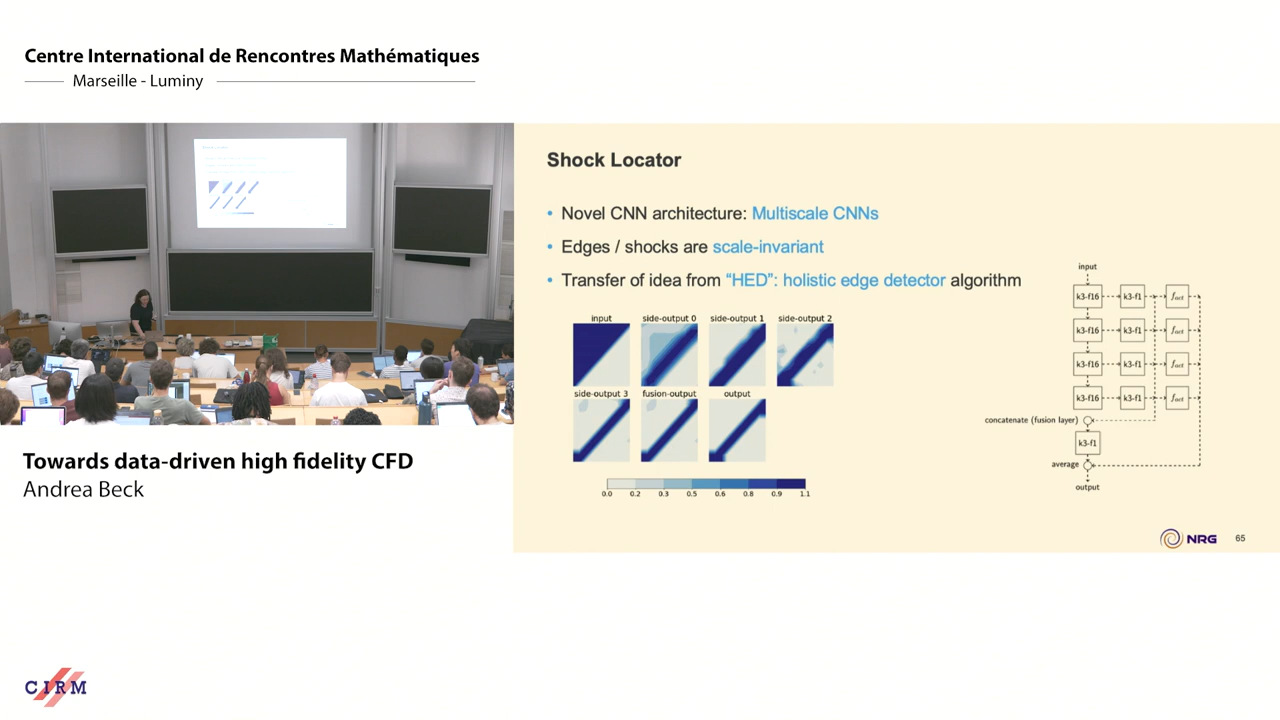 Centre International de Rencontres Mathématiques
Marseille - Luminy
Shock Locator
• Novel CNN architecture: Multiscale CNNs
• Edges / shocks are scale-invariant
• Transfer of idea from “HED”: holistic edge detector algorithm
input
side-output 0
side-output 1
side-output 2
side-output 3
fusion-output
output
0.0 0.2 0.3 0.5 0.6 0.8 0.9 1.1
input
k3-f16 k3-f1 f_act
k3-f16 k3-f1 f_act
k3-f16 k3-f1 f_act
k3-f16 k3-f1 f_act
concatenate (fusion layer)
k3-f1
average
output
NRG 65
Towards data-driven high fidelity CFD
Andrea Beck
CIRM